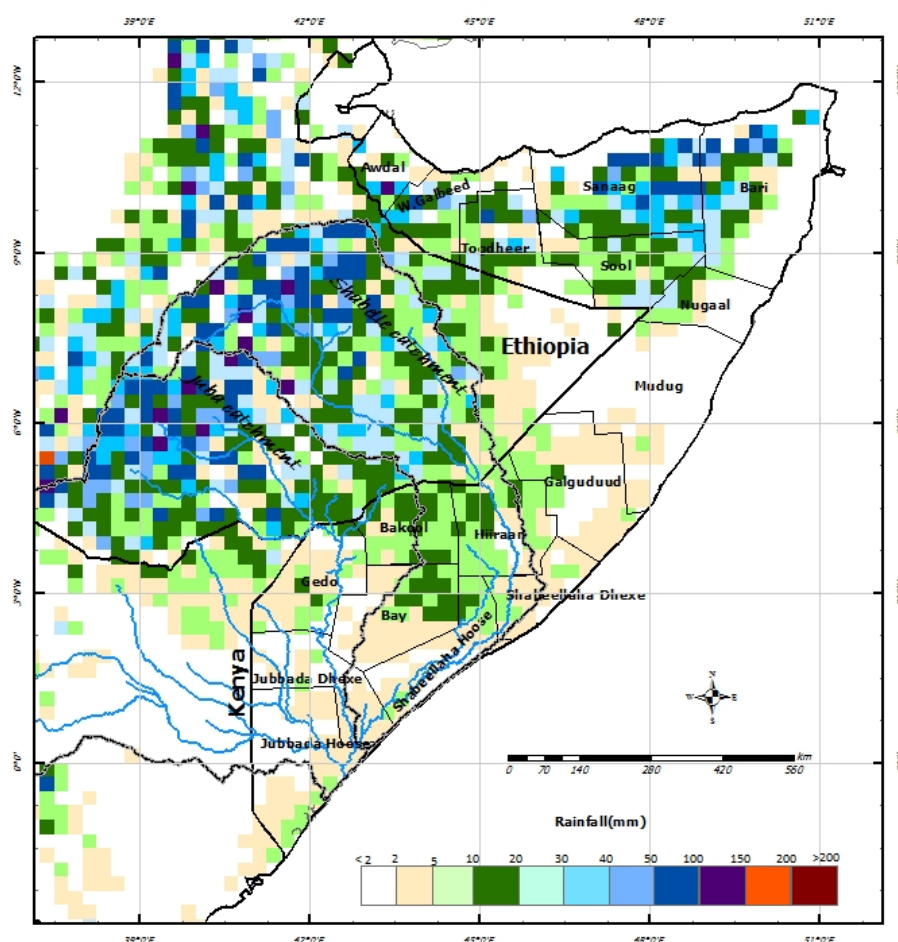 39°0'E 42°0'E 45°0'E 48°0'E 51°0'E
12°0'N
Awdal
Sanaag
Bari
W.Galbeed
9°0'N
Toodheer
Sool
Shabdle catchment
Nugaal
Ethiopia
Juba catchment
Mudug
6°0'N
Galguduud
Bakool
Hiiraan
Gedo
3°0'N
Shabeellaha Dhexe
Bay
Shabeellaha Hoose
Kenya
Jubbada Dhexe
N
W E
S
Jubbada Hoose
0°0'
km
0 70 140 280 420 560
Rainfall(mm)
< 2 2 5 10 20 30 40 50 100 150 200 >200
39°0'E 42°0'E 45°0'E 48°0'E 51°0'E